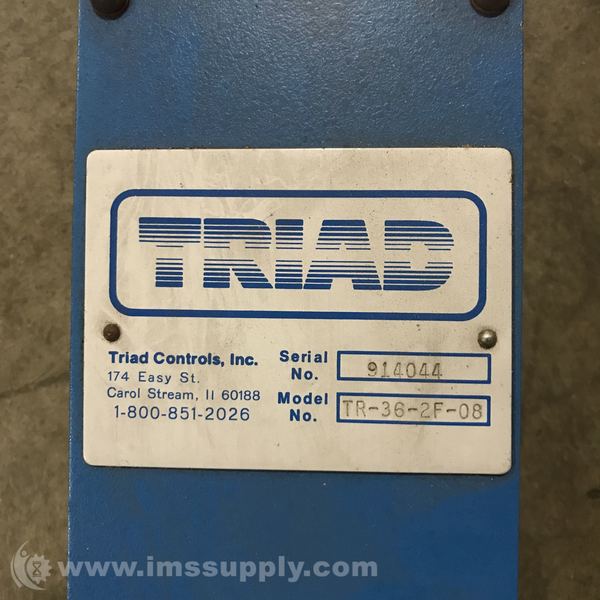 TRIAD
Triad Controls, Inc.
174 Easy St.
Carol Stream, Il 60188
1-800-851-2026
Serial No. 914044
Model No. TR-36-2F-08
www.imssupply.com